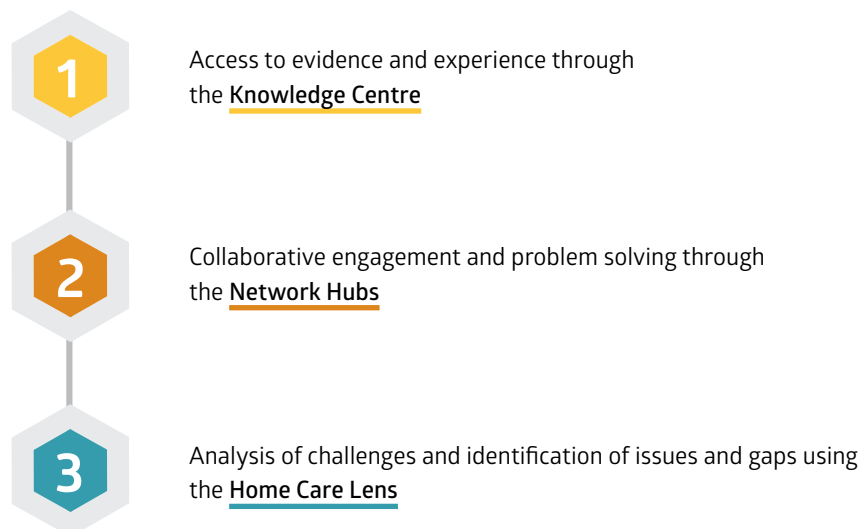 1
Access to evidence and experience through
the Knowledge Centre
2
Collaborative engagement and problem solving through
the Network Hubs
3
Analysis of challenges and identification of issues and gaps using
the Home Care Lens